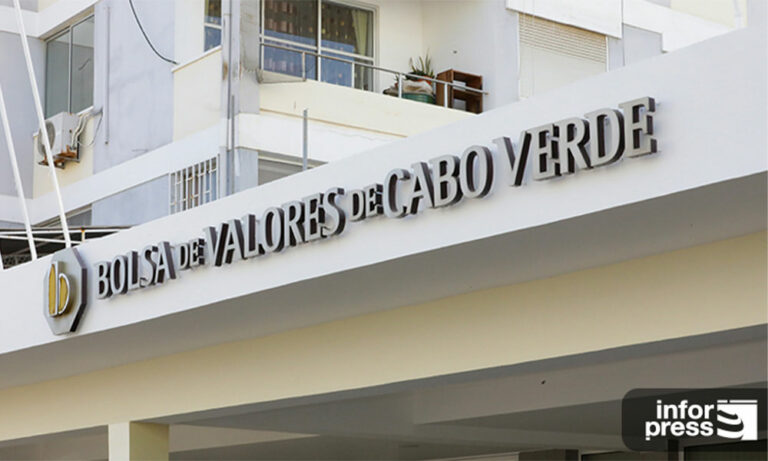 BOLSA DE VALORES DE CABO VERDE
infor
press